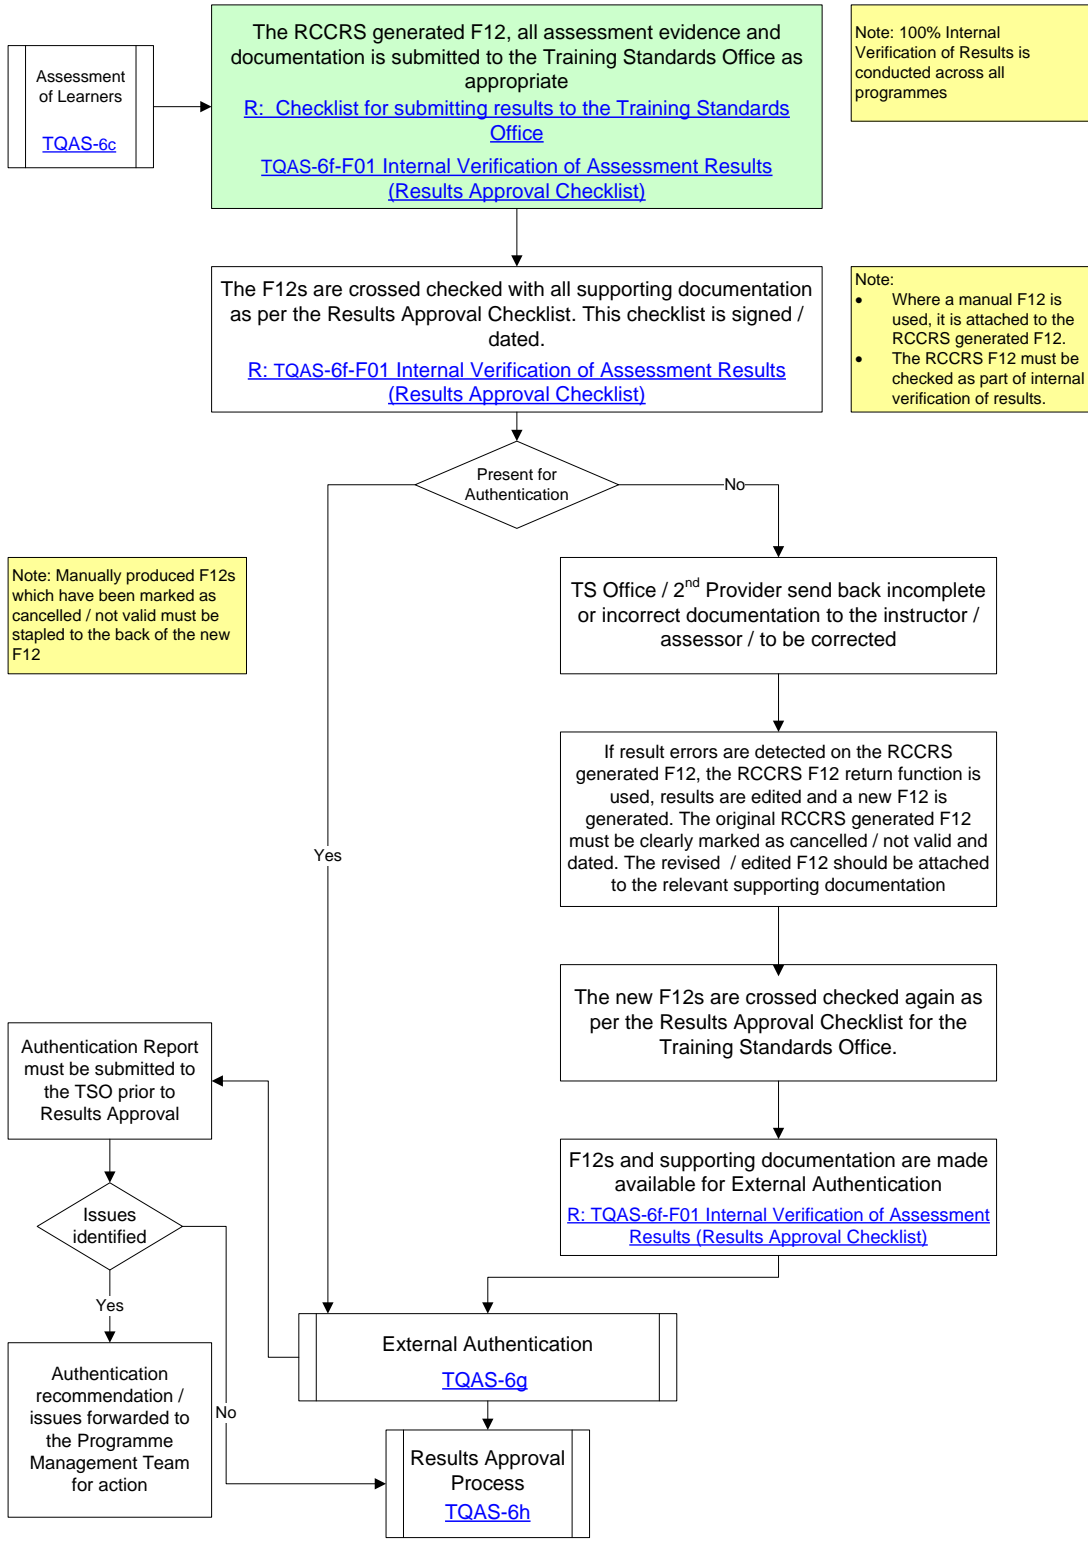 The RCCRS generated F12, all assessment evidence and
documentation is submitted to the Training Standards Office as
appropriate
R:  Checklist for submitting results to the Training Standards
Office
TQAS-6f-F01 Internal Verification of Assessment Results
(Results Approval Checklist)
Assessment
of Learners
TQAS-6c
Note: 100% Internal
Verification of Results is
conducted across all
programmes
The F12s are crossed checked with all supporting documentation
as per the Results Approval Checklist. This checklist is signed /
dated.
R: TQAS-6f-F01 Internal Verification of Assessment Results
(Results Approval Checklist)
Note:
• Where a manual F12 is
used, it is attached to the
RCCRS generated F12.
• The RCCRS F12 must be
checked as part of internal
verification of results.
Present for
Authentication
No
Note: Manually produced F12s
which have been marked as
cancelled / not valid must be
stapled to the back of the new
F12
TS Office / 2nd Provider send back incomplete
or incorrect documentation to the instructor /
assessor / to be corrected
If result errors are detected on the RCCRS
generated F12, the RCCRS F12 return function is
used, results are edited and a new F12 is
generated. The original RCCRS generated F12
must be clearly marked as cancelled / not valid and
dated. The revised  / edited F12 should be attached
to the relevant supporting documentation
Yes
The new F12s are crossed checked again as
per the Results Approval Checklist for the
Training Standards Office.
Authentication Report
must be submitted to
the TSO prior to
Results Approval
F12s and supporting documentation are made
available for External Authentication
R: TQAS-6f-F01 Internal Verification of Assessment
Results (Results Approval Checklist)
Issues
identified
Yes
External Authentication
TQAS-6g
Authentication
recommendation /
issues forwarded to
the Programme
Management Team
for action
No
Results Approval
Process
TQAS-6h